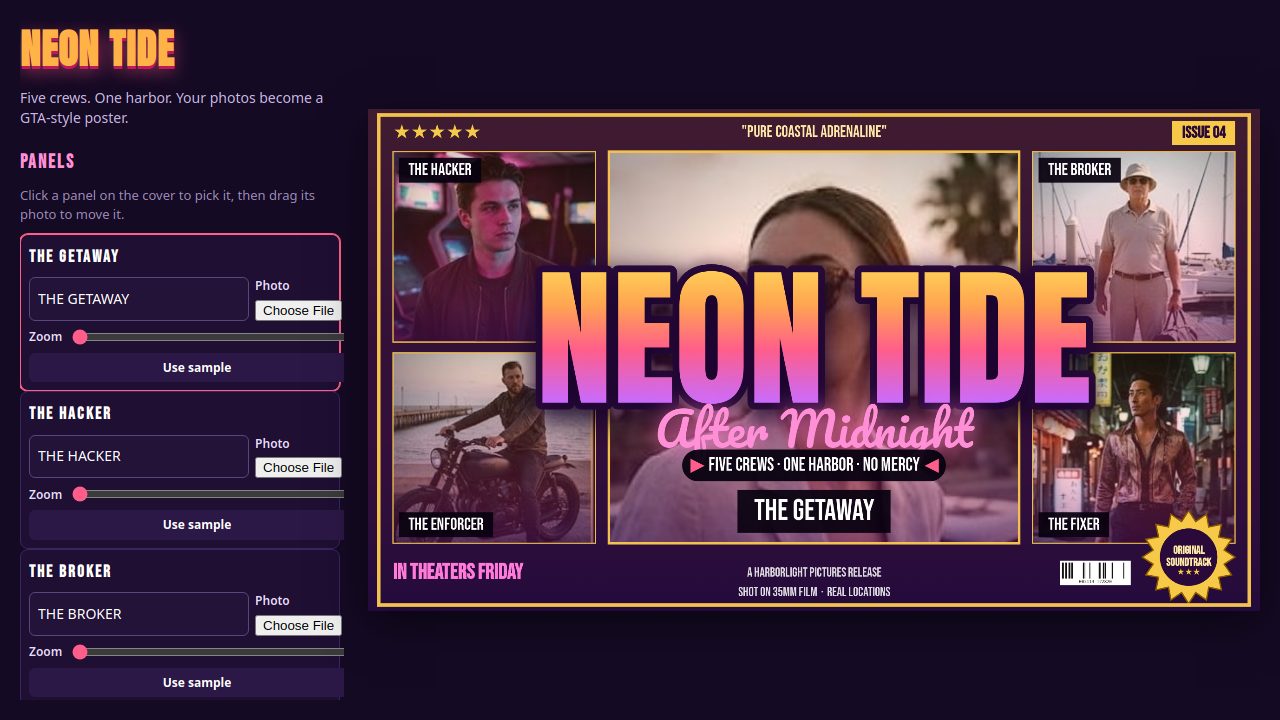 NEON TIDE
Five crews. One harbor. Your photos become a
GTA-style poster.
PANELS
Click a panel on the cover to pick it, then drag its
photo to move it.
THE GETAWAY
THE GETAWAY
Photo
Choose File
Zoom
Use sample
THE HACKER
THE HACKER
Photo
Choose File
Zoom
Use sample
THE BROKER
THE BROKER
Photo
Choose File
Zoom
Use sample
★★★★★
"PURE COASTAL ADRENALINE"
ISSUE 04
THE HACKER
THE BROKER
NEON TIDE
After Midnight
▶ FIVE CREWS · ONE HARBOR · NO MERCY ◀
THE GETAWAY
THE ENFORCER
THE FIXER
IN THEATERS FRIDAY
A HARBORLIGHT PICTURES RELEASE
SHOT ON 35MM FILM · REAL LOCATIONS
ORIGINAL
SOUNDTRACK
★★★